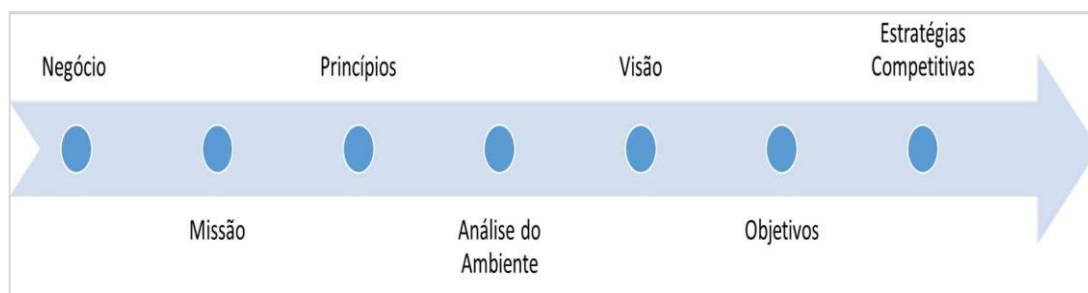 Negócio
Missão
Princípios
Análise do
Ambiente
Visão
Objetivos
Estratégias
Competitivas